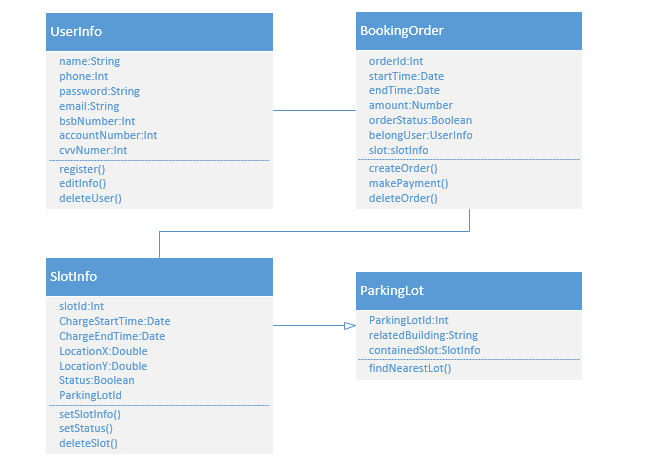 UserInfo
name:String
phone:Int
password:String
email:String
bsbNumber:Int
accountNumber:Int
cvvNumer:Int
register()
editInfo()
deleteUser()
BookingOrder
orderId:Int
startTime:Date
endTime:Date
amount:Number
orderStatus:Boolean
belongUser:UserInfo
slot:slotInfo
createOrder()
makePayment()
deleteOrder()
SlotInfo
slotId:Int
ChargeStartTime:Date
ChargeEndTime:Date
LocationX:Double
LocationY:Double
Status:Boolean
ParkingLotId
setSlotInfo()
setStatus()
deleteSlot()
ParkingLot
ParkingLotId:Int
relatedBuilding:String
containedSlot:SlotInfo
findNearestLot()